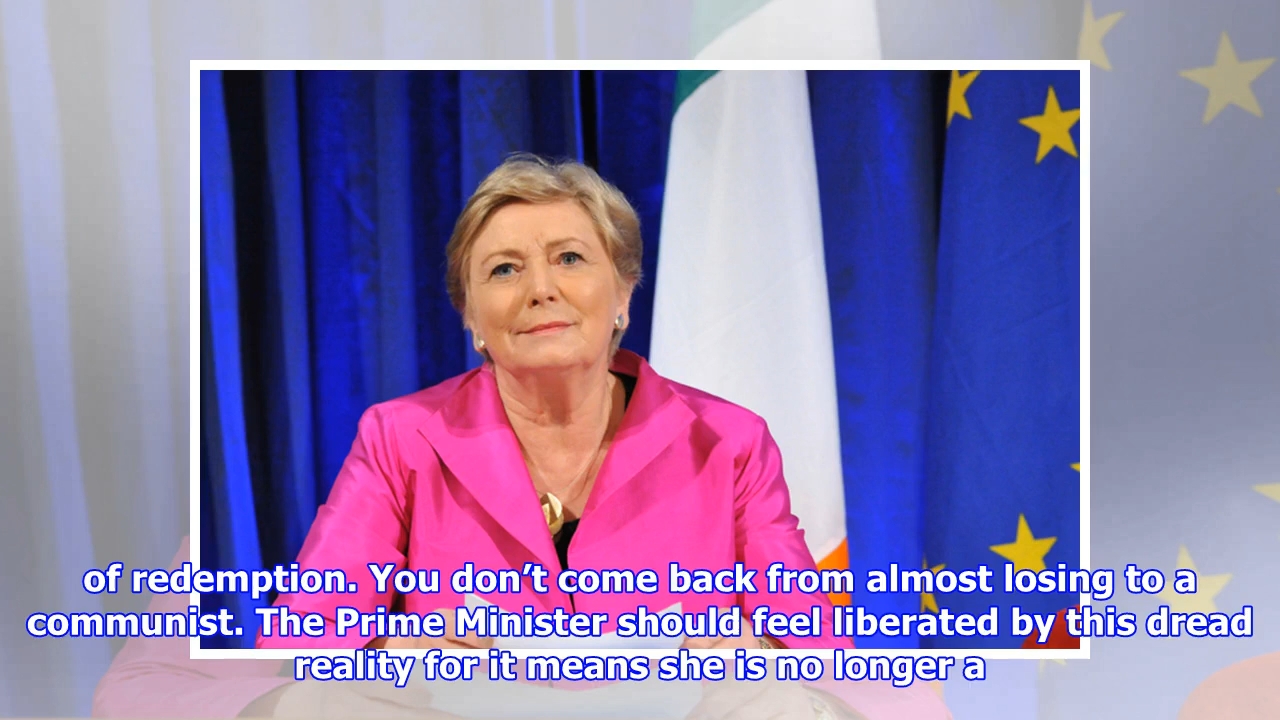 of redemption. You don’t come back from almost losing to a
communist. The Prime Minister should feel liberated by this dread
reality for it means she is no longer a